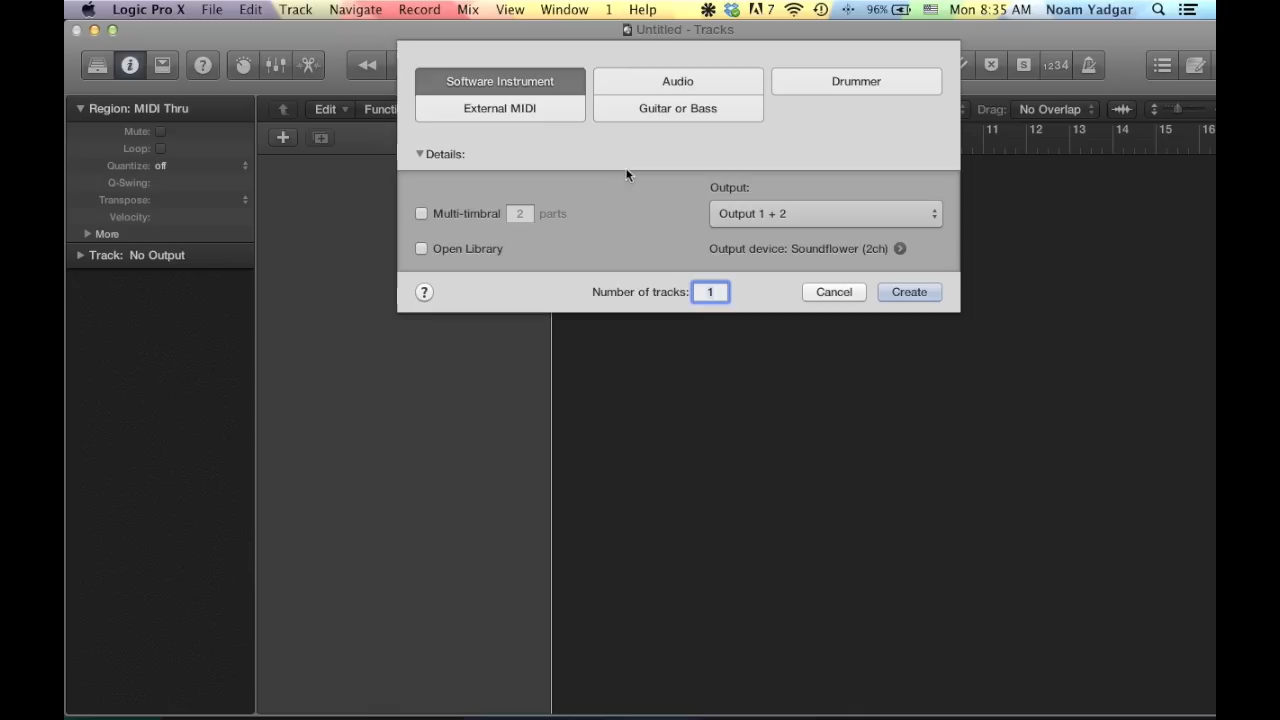 Logic Pro X File Edit Track Navigate Record Mix View Window 1 Help 7 96% Mon 8:35 AM Noam Yadgar
Untitled - Tracks
1234
Software Instrument Audio Drummer
External MIDI Guitar or Bass
Region: MIDI Thru
Edit Functi Drag: No Overlap
Mute:
11 12 13 14 15 16
Loop:
Details:
Quantize: off
Q-Swing:
Output:
Transpose:
Multi-timbral 2 parts Output 1 + 2
Velocity:
More
Open Library Output device: Soundflower (2ch)
Track: No Output
? Number of tracks: 1 Cancel Create